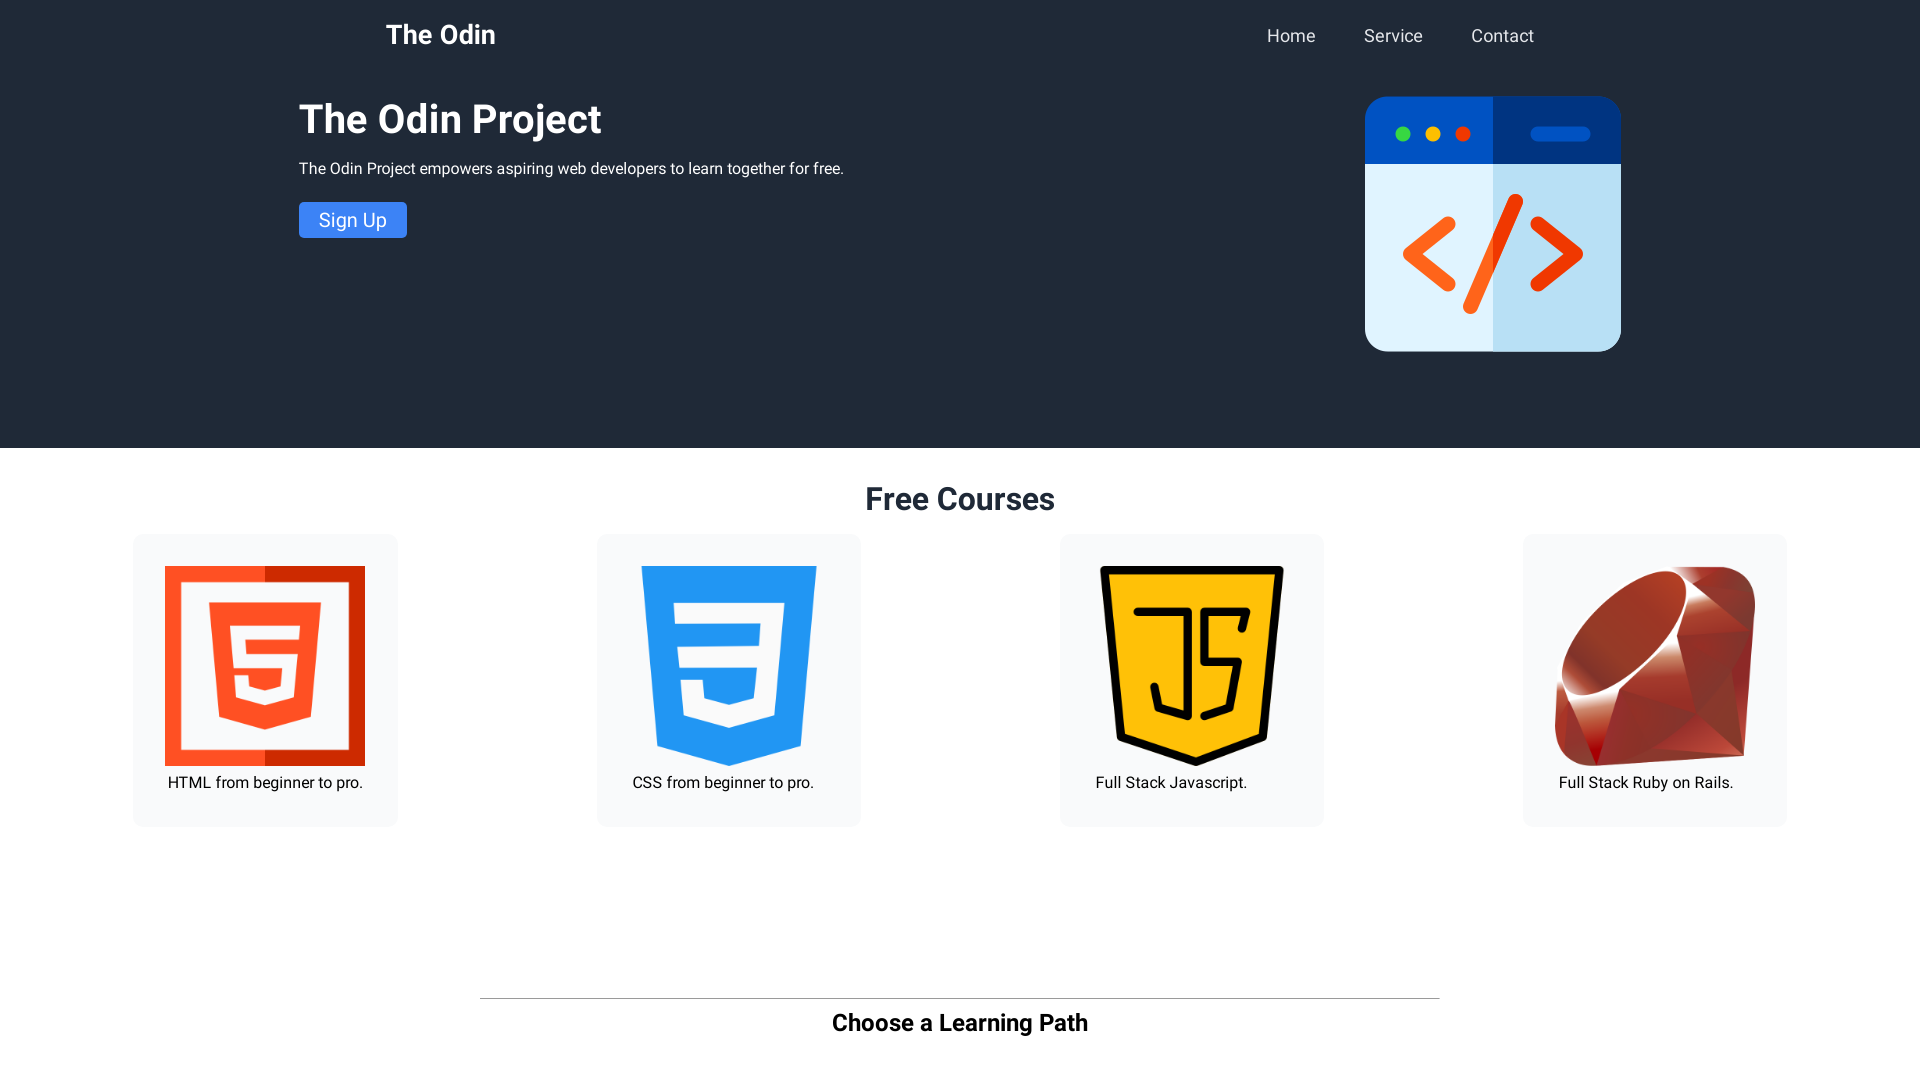 The Odin
Home
Service
Contact
The Odin Project
The Odin Project empowers aspiring web developers to learn together for free.
Sign Up
</>
Free Courses
5
JS
HTML from beginner to pro.
CSS from beginner to pro.
Full Stack Javascript.
Full Stack Ruby on Rails.
Choose a Learning Path